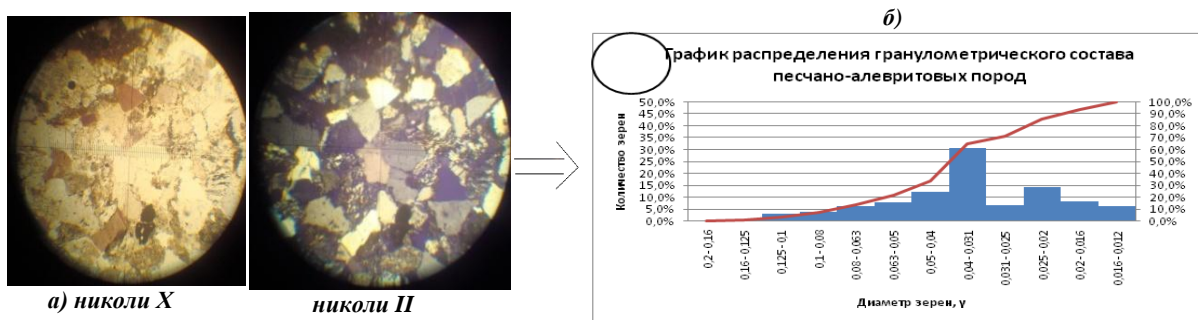 б)
График распределения гранулометрического состава
песчано-алевритовых пород
50,0%
45,0%
40,0%
35,0%
30,0%
25,0%
20,0%
15,0%
10,0%
5,0%
0,0%
Количество зерен
100,0%
90,0%
80,0%
70,0%
60,0%
50,0%
40,0%
30,0%
20,0%
10,0%
0,0%
0,2 - 0,16
0,16 - 0,125
0,125 - 0,1
0,1 - 0,08
0,08 - 0,063
0,063 - 0,05
0,05 - 0,04
0,04 - 0,031
0,031 - 0,025
0,025 - 0,02
0,02 - 0,016
0,016 - 0,012
Диаметр зерен, γ
а) николи X
николи II